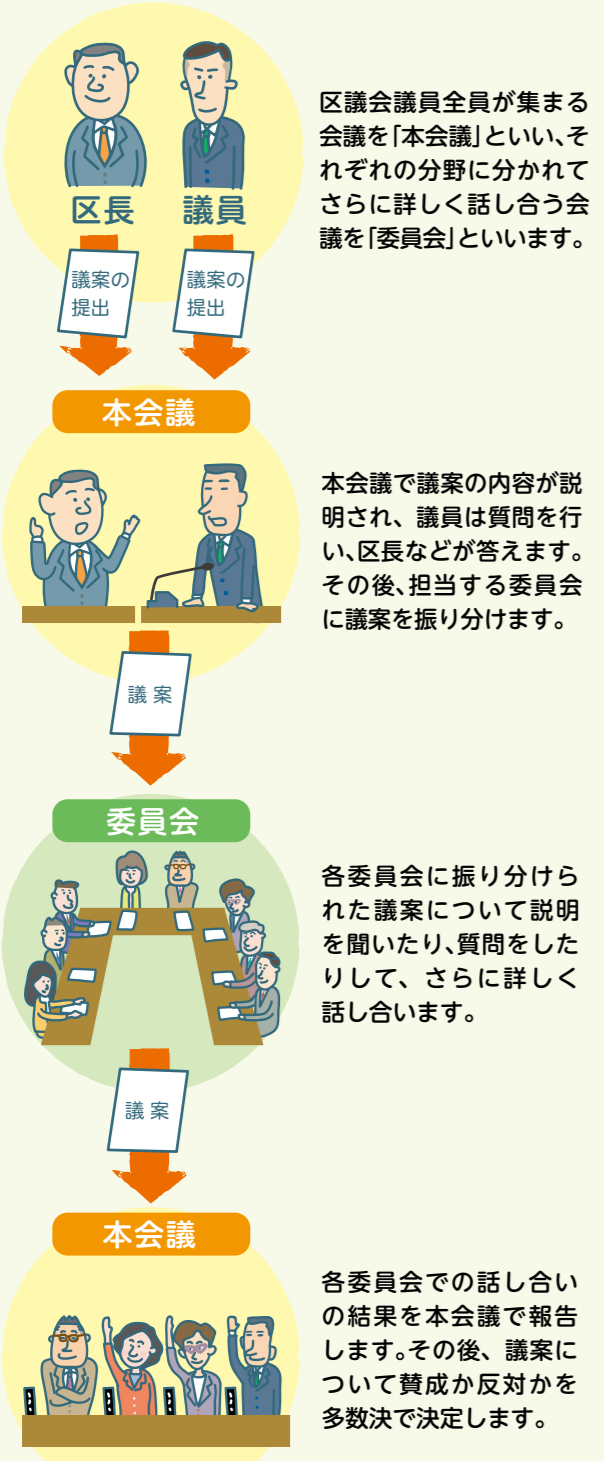 区長
議員
議案の
提出
議案の
提出
区議会議員全員が集まる
会議を「本会議」といい、そ
れぞれの分野に分かれて
さらに詳しく話し合う会
議を「委員会」といいます。
本会議
本会議で議案の内容が説
明され、議員は質問を行
い、区長などが答えます。
その後、担当する委員会
に議案を振り分けます。
議案
委員会
各委員会に振り分けら
れた議案について説明
を聞いたり、質問をした
りして、さらに詳しく
話し合います。
議案
本会議
各委員会での話し合い
の結果を本会議で報告
します。その後、議案に
ついて賛成か反対かを
多数決で決定します。